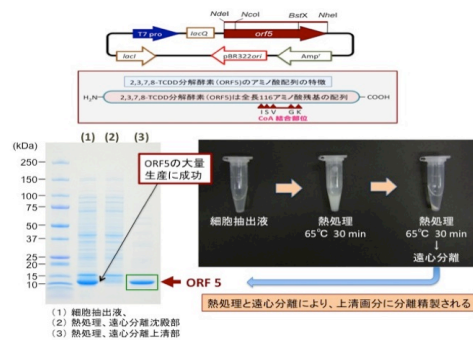 NdeI NcoI BstX NheI
T7 pro lacO orf5
lacI pBR322ori Ampʳ
2,3,7,8-TCDD分解酵素(ORF5)のアミノ酸配列の特徴
H₂N 2,3,7,8-TCDD分解酵素(ORF5)は全長116アミノ酸残基の配列 COOH
ISV GK
CoA 結合部位
(kDa) (1) (2) (3)
250
150
100
75
50
37
25
20
15
10
ORF5の大量
生産に成功
ORF 5
細胞抽出液
熱処理
65℃ 30 min
熱処理
65℃ 30 min
↓
遠心分離
熱処理と遠心分離により、上清画分に分離精製される
(1) 細胞抽出液、
(2) 熱処理、遠心分離沈殿部
(3) 熱処理、遠心分離上清部